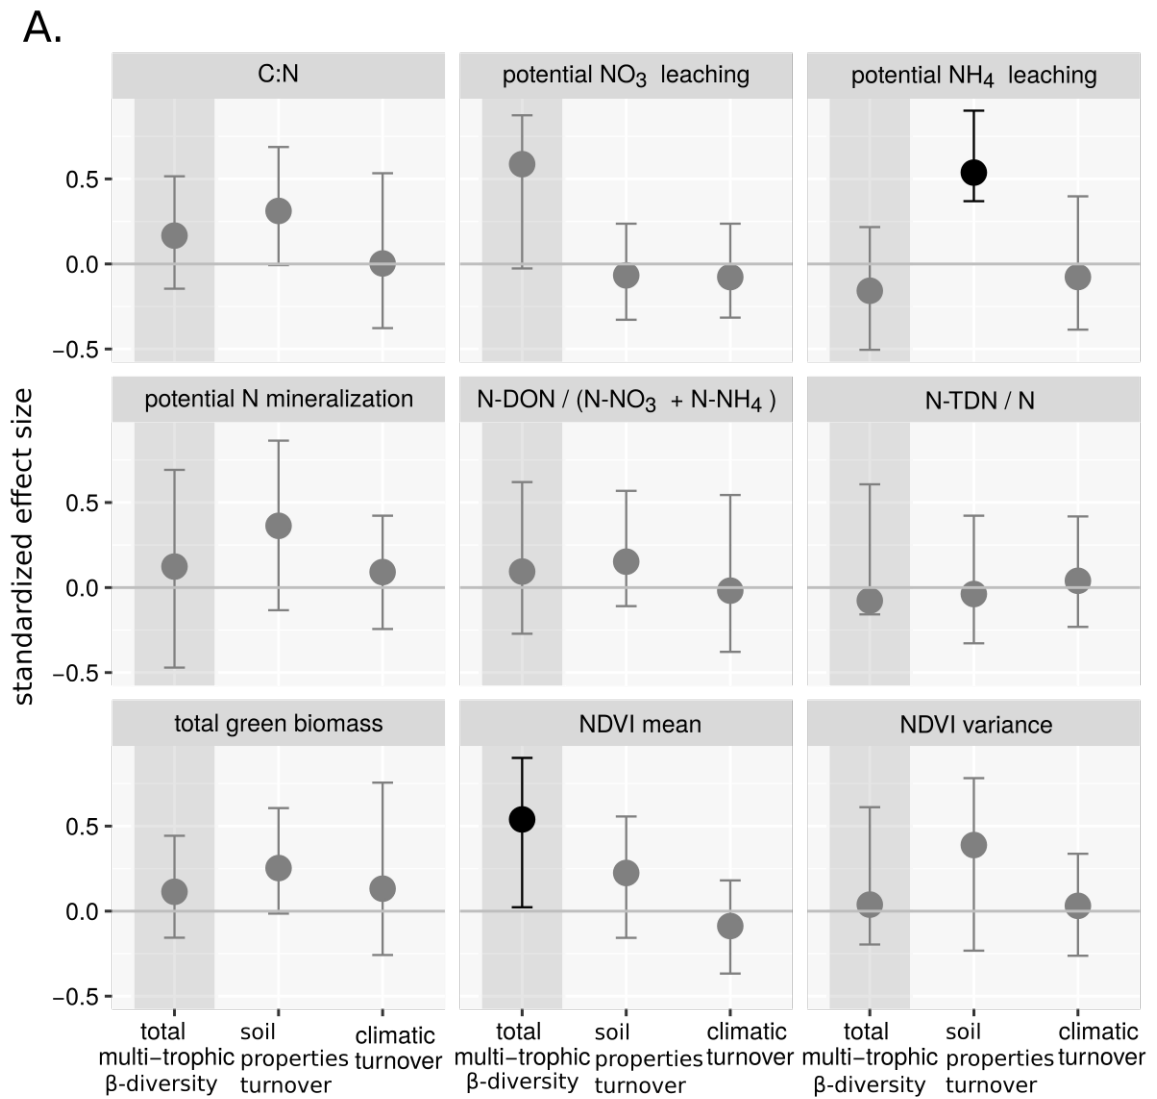 A.
C:N
potential NO3 leaching
potential NH4 leaching
0.5
0.0
−0.5
potential N mineralization
N-DON / (N-NO3 + N-NH4 )
N-TDN / N
standardized effect size
0.5
0.0
−0.5
total green biomass
NDVI mean
NDVI variance
0.5
0.0
−0.5
total
multi−trophic
β-diversity
soil
properties
turnover
climatic
turnover
total
multi−trophic
β-diversity
soil
properties
turnover
climatic
turnover
total
multi−trophic
β-diversity
soil
properties
turnover
climatic
turnover